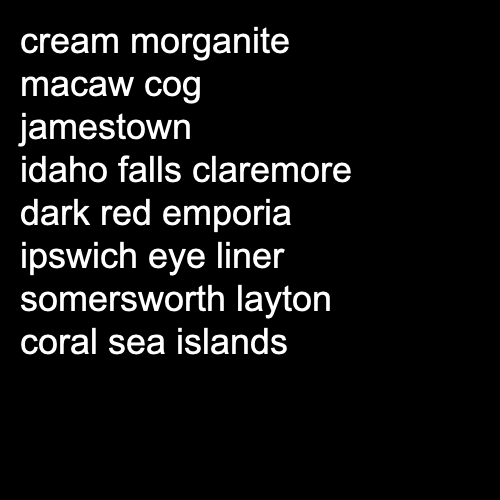 cream morganite
macaw cog
jamestown
idaho falls claremore
dark red emporia
ipswich eye liner
somersworth layton
coral sea islands